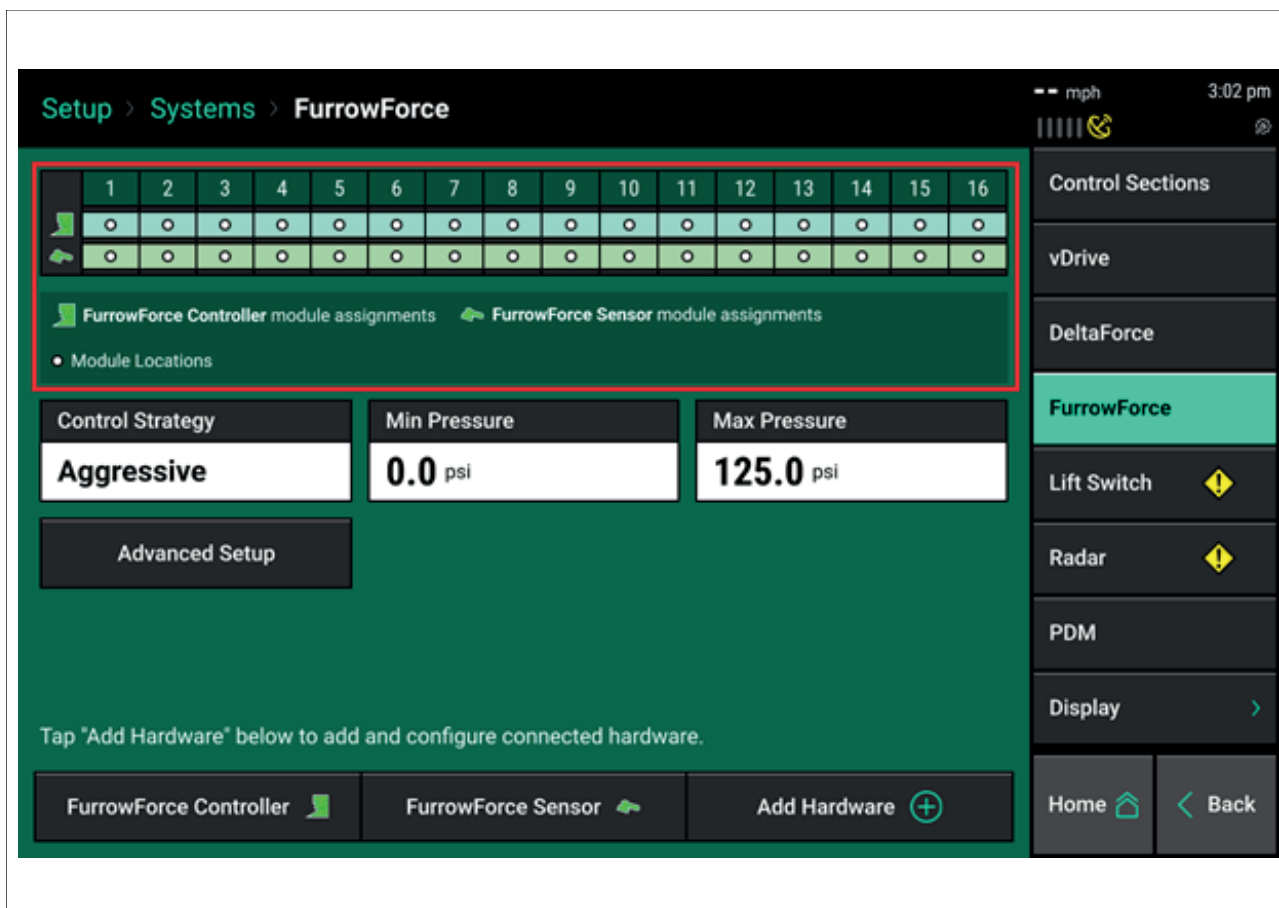 Setup > Systems > FurrowForce
-- mph 3:02 pm
1 2 3 4 5 6 7 8 9 10 11 12 13 14 15 16
FurrowForce Controller module assignments FurrowForce Sensor module assignments
Module Locations
Control Strategy Min Pressure Max Pressure
Aggressive 0.0 psi 125.0 psi
Advanced Setup
Tap "Add Hardware" below to add and configure connected hardware.
FurrowForce Controller FurrowForce Sensor Add Hardware
Control Sections
vDrive
DeltaForce
FurrowForce
Lift Switch
Radar
PDM
Display >
Home < Back